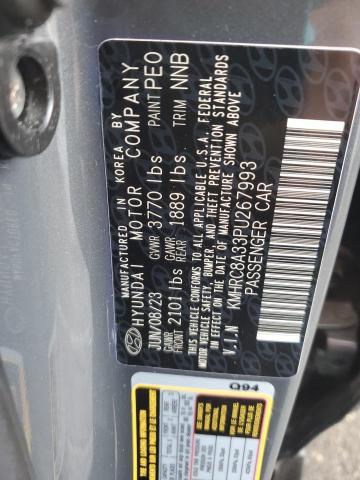 MANUFACTURED IN KOREA BY
HYUNDAI MOTOR COMPANY
JUN/08/23 GVWR 3770 lbs PAINT PEO
GAWR FRONT 2101 lbs GAWR REAR 1889 lbs TRIM NNB
THIS VEHICLE CONFORMS TO ALL APPLICABLE U.S.A. FEDERAL
MOTOR VEHICLE SAFETY, BUMPER, AND THEFT PREVENTION STANDARDS
IN EFFECT ON THE DATE OF MANUFACTURE SHOWN ABOVE
V.I.N KMHRC8A33PU267993
PASSENGER CAR
Q94